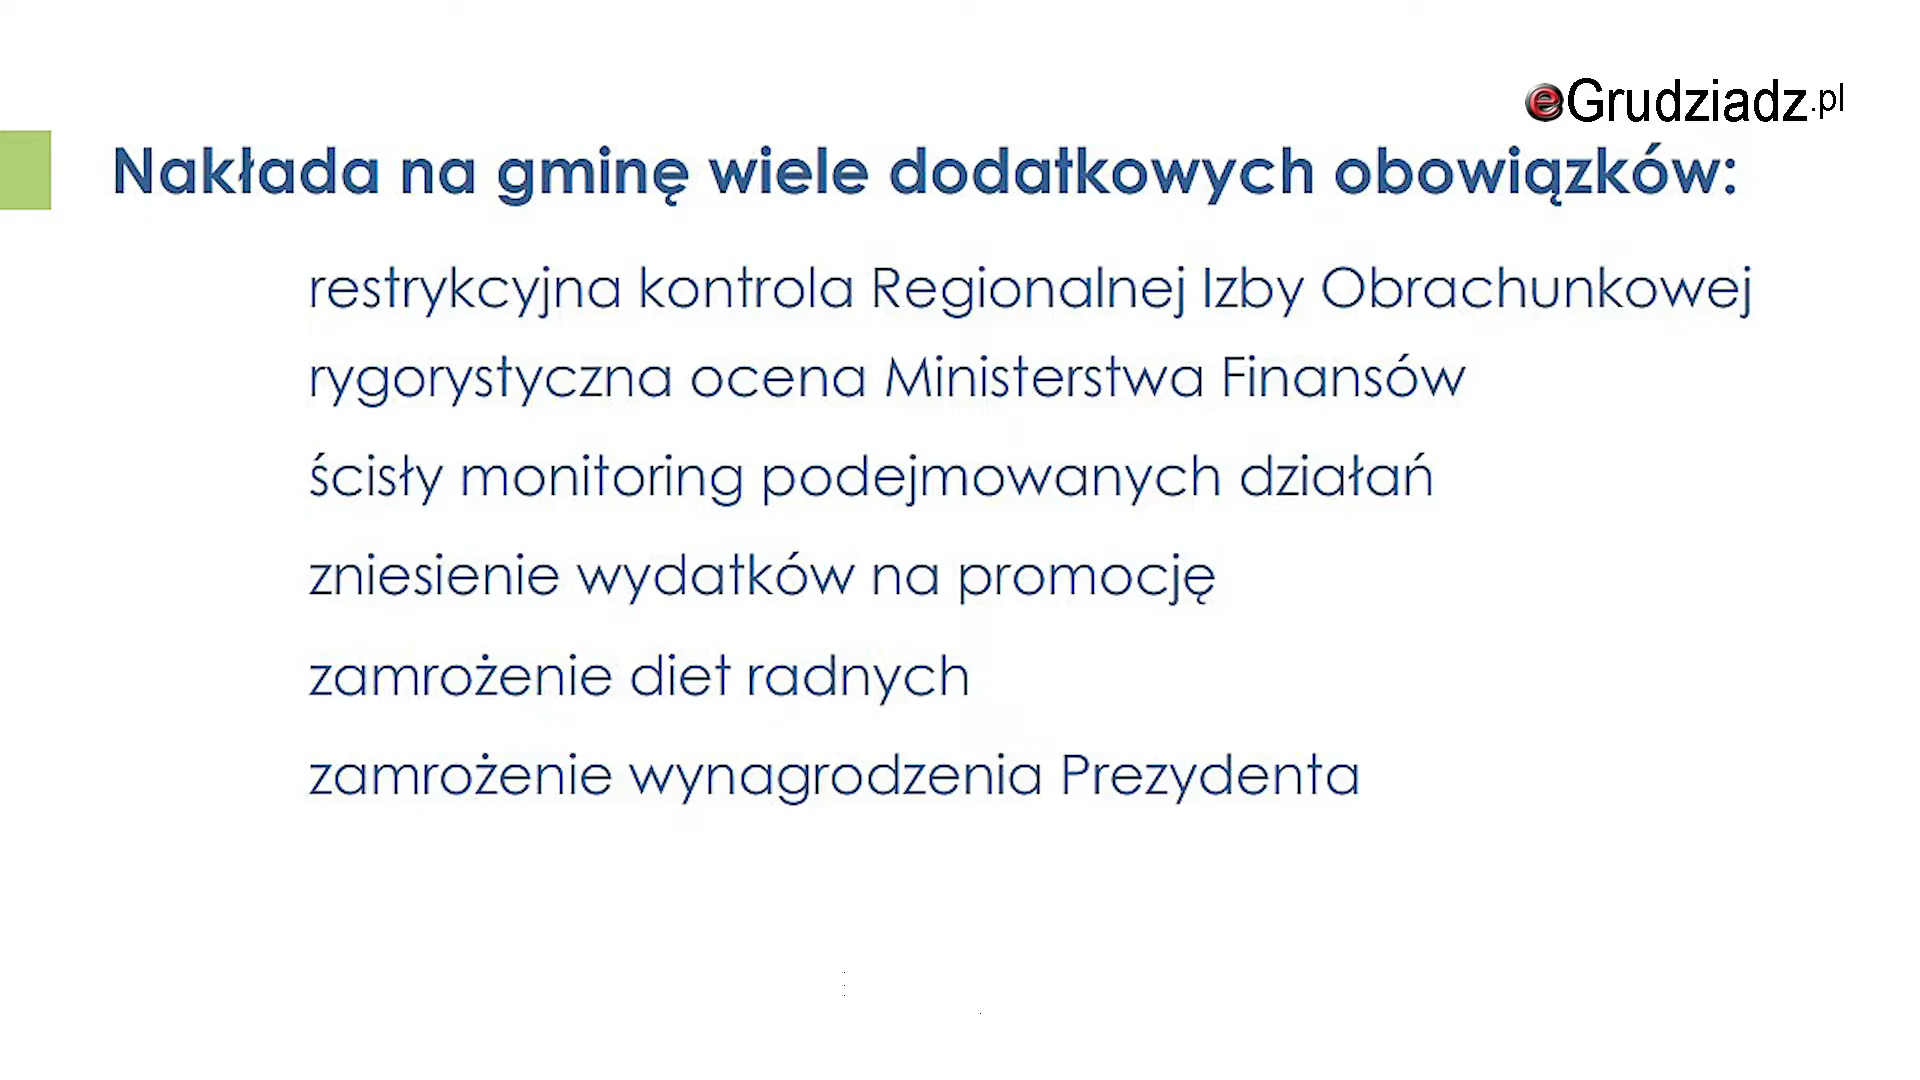 eGrudziadz.pl
Nakłada na gminę wiele dodatkowych obowiązków:
restrykcyjna kontrola Regionalnej Izby Obrachunkowej
rygorystyczna ocena Ministerstwa Finansów
ścisły monitoring podejmowanych działań
zniesienie wydatków na promocję
zamrożenie diet radnych
zamrożenie wynagrodzenia Prezydenta